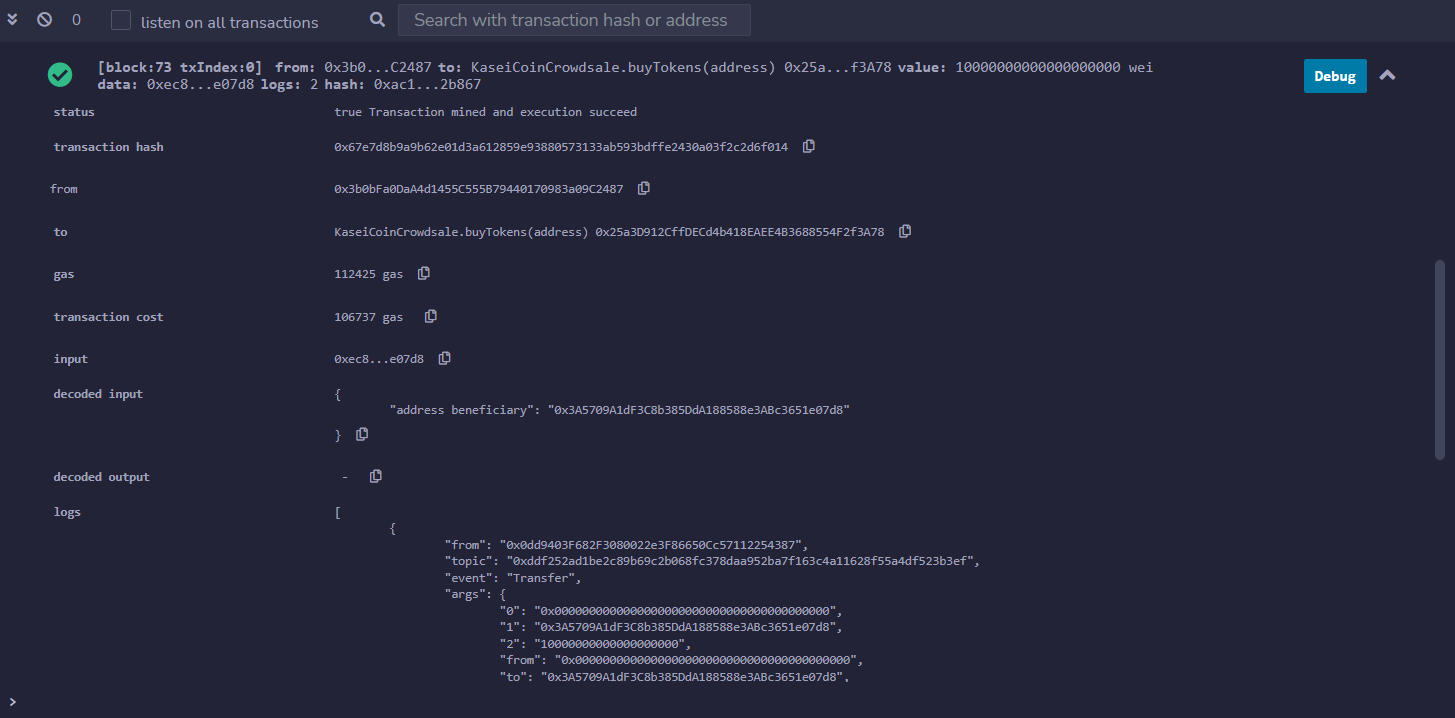 0 listen on all transactions Search with transaction hash or address
[block:73 txIndex:0] from: 0x3b0...C2487 to: KaseiCoinCrowdsale.buyTokens(address) 0x25a...f3A78 value: 10000000000000000000 wei
data: 0xec8...e07d8 logs: 2 hash: 0xac1...2b867
Debug
status true Transaction mined and execution succeed
transaction hash 0x67e7d8b9a9b62e01d3a612859e93880573133ab593bdffe2430a03f2c2d6f014
from 0x3b0bFa0DaA4d1455C555B79440170983a09C2487
to KaseiCoinCrowdsale.buyTokens(address) 0x25a3D912CffDECd4b418EAEE4B3688554F2f3A78
gas 112425 gas
transaction cost 106737 gas
input 0xec8...e07d8
decoded input {
"address beneficiary": "0x3A5709A1dF3C8b385DdA188588e3ABc3651e07d8"
}
decoded output -
logs [
{
"from": "0x0dd9403F682F3080022e3F86650Cc57112254387",
"topic": "0xddf252ad1be2c89b69c2b068fc378daa952ba7f163c4a11628f55a4df523b3ef",
"event": "Transfer",
"args": {
"0": "0x0000000000000000000000000000000000000000",
"1": "0x3A5709A1dF3C8b385DdA188588e3ABc3651e07d8",
"2": "10000000000000000000",
"from": "0x0000000000000000000000000000000000000000",
"to": "0x3A5709A1dF3C8b385DdA188588e3ABc3651e07d8",
>